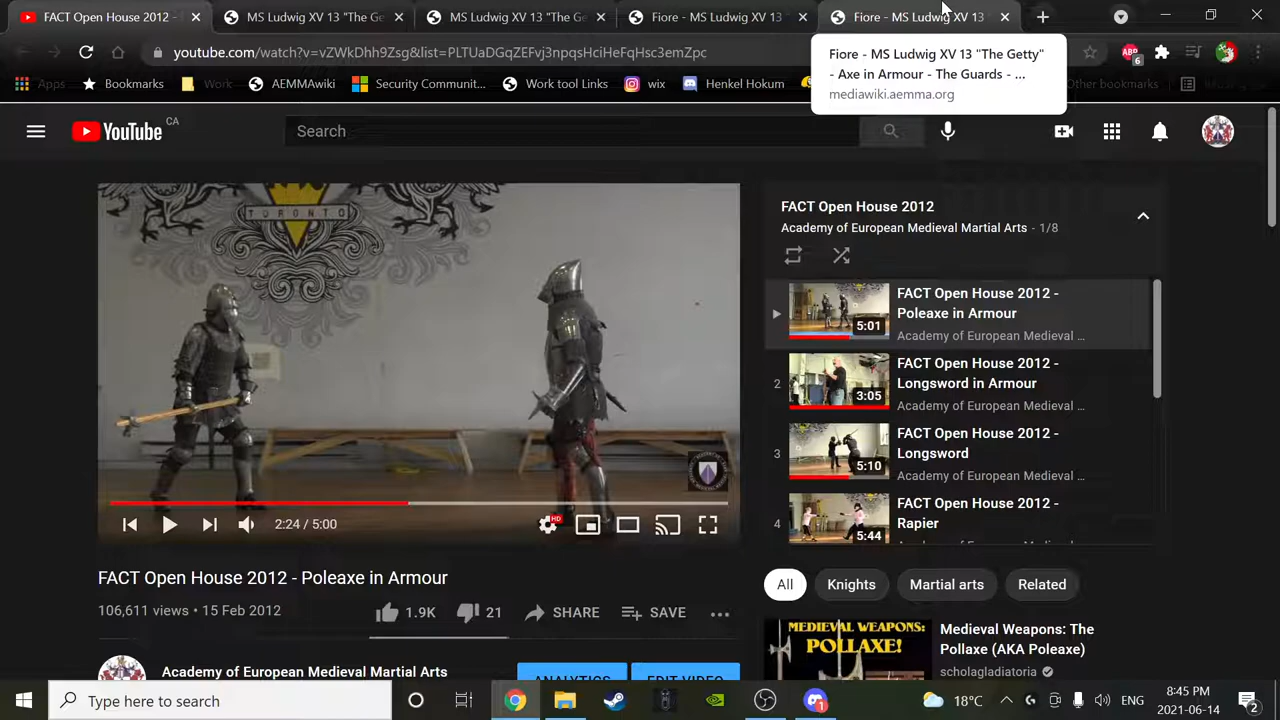 FACT Open House 2012 -
MS Ludwig XV 13 "The Ge
MS Ludwig XV 13 "The G
Fiore - MS Ludwig XV 13
Fiore - MS Ludwig XV 13
youtube.com/watch?v=vZWkDhh9Zsg&list=PLTUaDGqZEFvj3npqsHciHeFqHsc3emZpc
Fiore - MS Ludwig XV 13 "The Getty"
- Axe in Armour - The Guards - ...
mediawiki.aemma.org
6
Apps
Bookmarks
AEMMAwiki
Security Communit...
Work tool Links
wix
Henkel Hokum
Other bookmarks
YouTube CA
Search
TORONTO
FACT Open House 2012
Academy of European Medieval Martial Arts - 1/8
FACT Open House 2012 -
Poleaxe in Armour
5:01
Academy of European Medieval ...
2
FACT Open House 2012 -
Longsword in Armour
3:05
Academy of European Medieval ...
3
FACT Open House 2012 -
Longsword
5:10
Academy of European Medieval ...
4
FACT Open House 2012 -
Rapier
5:44
2:24 / 5:00
HD
FACT Open House 2012 - Poleaxe in Armour
106,611 views • 15 Feb 2012
1.9K
21
SHARE
SAVE
All
Knights
Martial arts
Related
MEDIEVAL WEAPONS:
POLLAXE!
Medieval Weapons: The
Pollaxe (AKA Poleaxe)
scholagladiatoria
Academy of European Medieval Martial Arts
ANALYTICS
EDIT VIDEO
Type here to search
1
18°C
ENG
8:45 PM
2021-06-14
2